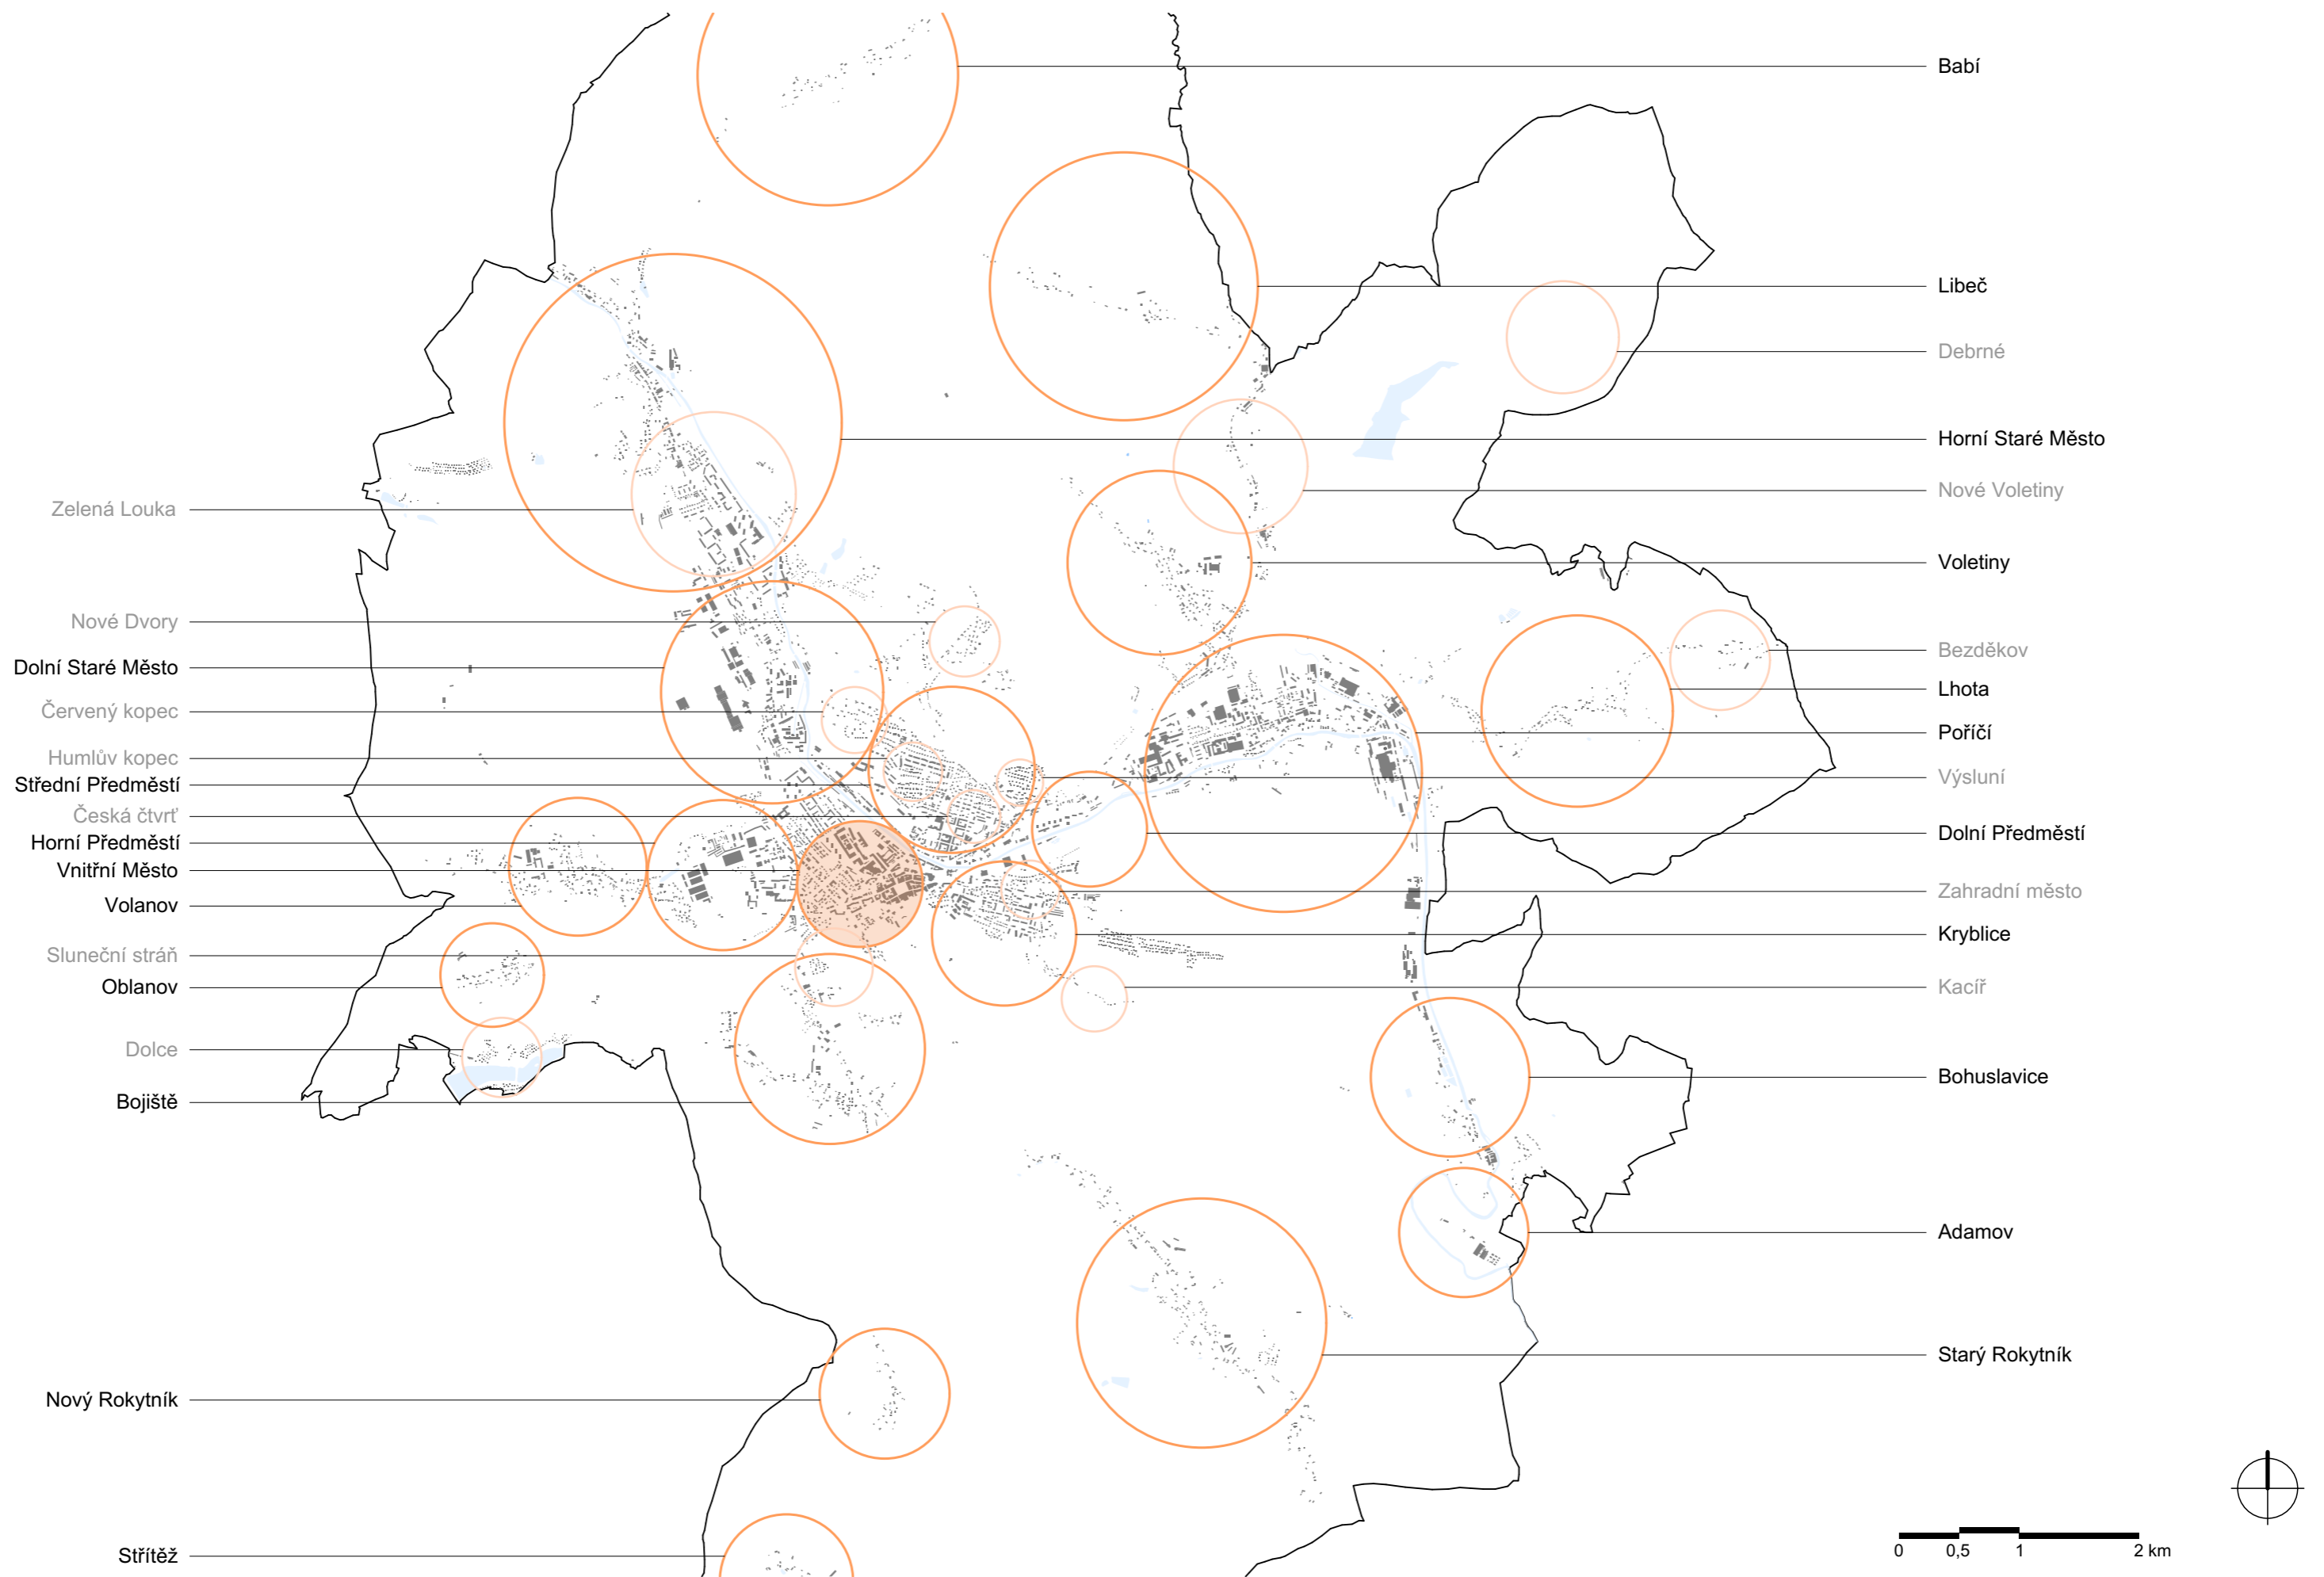 Babí
Libeč
Debrné
Horní Staré Město
Nové Voletiny
Zelená Louka
Voletiny
Nové Dvory
Bezděkov
Dolní Staré Město
Lhota
Červený kopec
Poříčí
Humlův kopec
Výsluní
Střední Předměstí
Česká čtvrť
Dolní Předměstí
Horní Předměstí
Vnitřní Město
Zahradní město
Volanov
Kryblice
Sluneční stráň
Oblanov
Kacíř
Dolce
Bohuslavice
Bojiště
Adamov
Starý Rokytník
Nový Rokytník
Střítěž
0 0,5 1 2 km